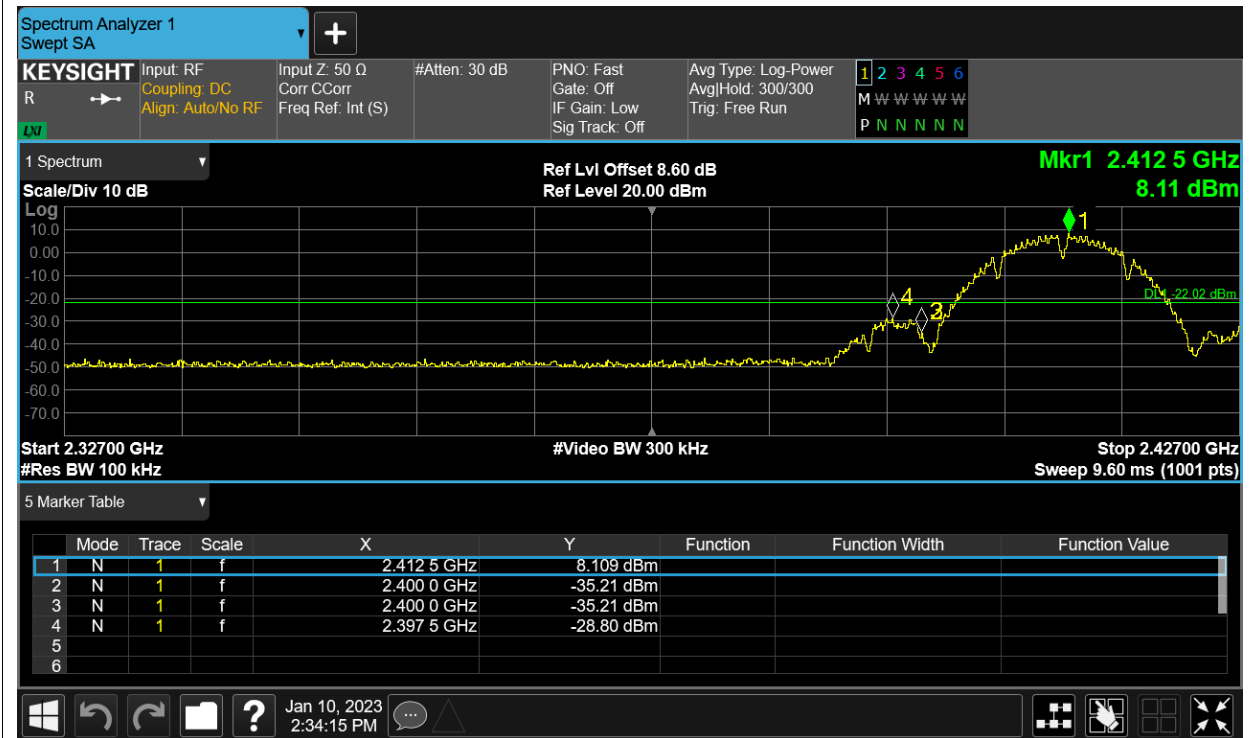 Spectrum Analyzer 1
Swept SA
KEYSIGHT
R
LXI
Input: RF
Coupling: DC
Align: Auto/No RF
Input Z: 50 Ω
Corr CCorr
Freq Ref: Int (S)
#Atten: 30 dB
PNO: Fast
Gate: Off
IF Gain: Low
Sig Track: Off
Avg Type: Log-Power
Avg|Hold: 300/300
Trig: Free Run
1 2 3 4 5 6
M W W W W W
P N N N N N
1 Spectrum
Scale/Div 10 dB
Ref Lvl Offset 8.60 dB
Ref Level 20.00 dBm
Mkr1 2.412 5 GHz
8.11 dBm
Log
10.0
0.00
-10.0
-20.0
-30.0
-40.0
-50.0
-60.0
-70.0
1
4
3
DL1 -22.02 dBm
Start 2.32700 GHz
#Video BW 300 kHz
Stop 2.42700 GHz
#Res BW 100 kHz
Sweep 9.60 ms (1001 pts)
5 Marker Table
Mode Trace Scale X Y Function Function Width Function Value
1 N 1 f 2.412 5 GHz 8.109 dBm
2 N 1 f 2.400 0 GHz -35.21 dBm
3 N 1 f 2.400 0 GHz -35.21 dBm
4 N 1 f 2.397 5 GHz -28.80 dBm
5
6
?
Jan 10, 2023
2:34:15 PM